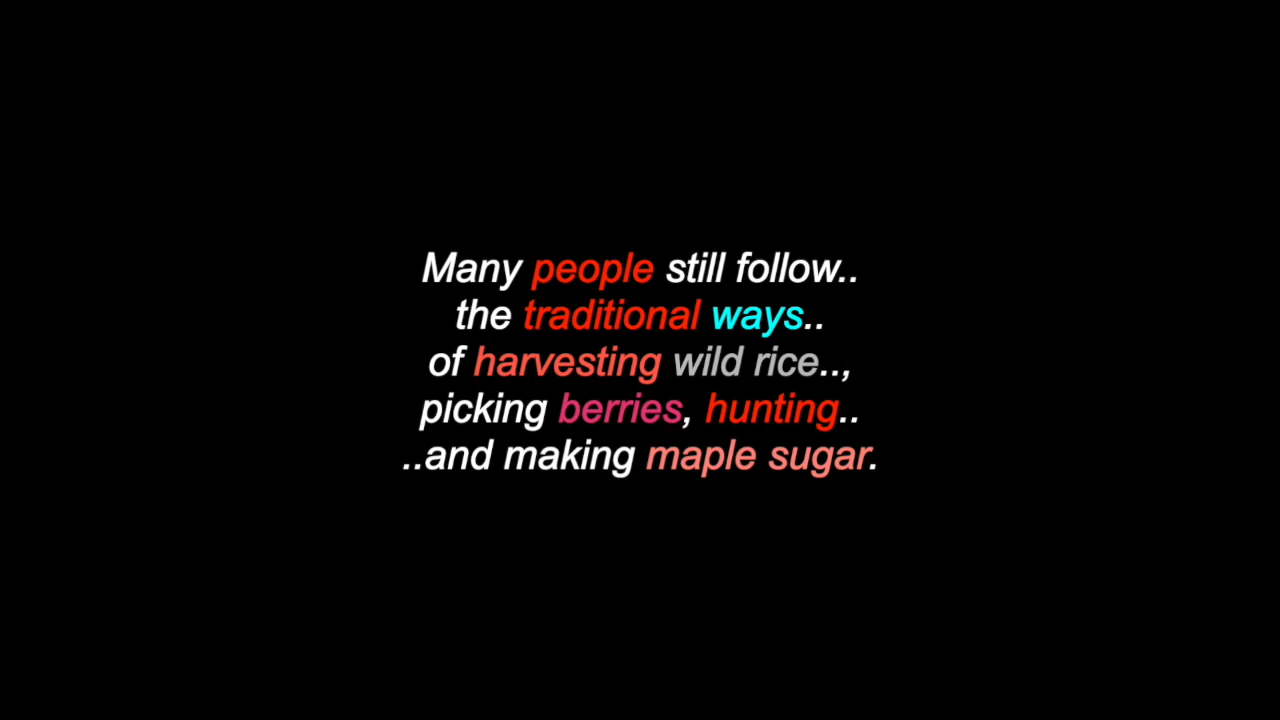 Many people still follow..
the traditional ways..
of harvesting wild rice..,
picking berries, hunting..
..and making maple sugar.